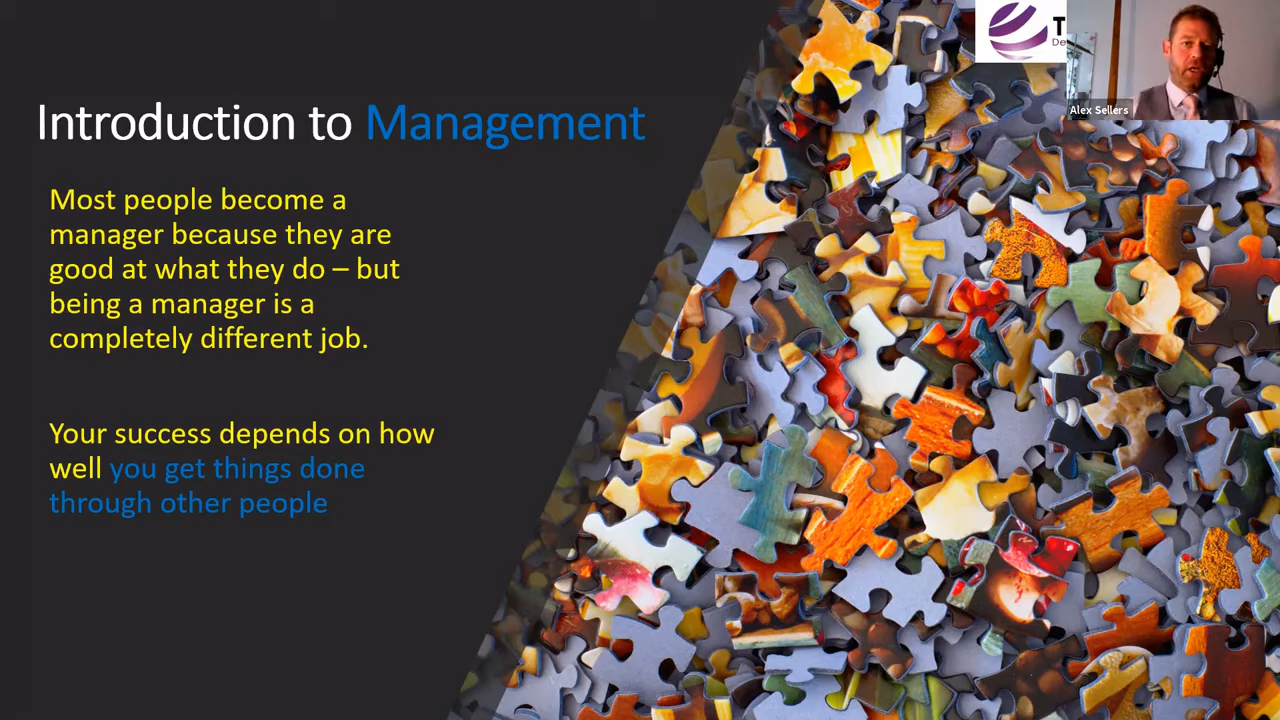 Introduction to Management
Most people become a
manager because they are
good at what they do – but
being a manager is a
completely different job.
Your success depends on how
well you get things done
through other people
Alex Sellers